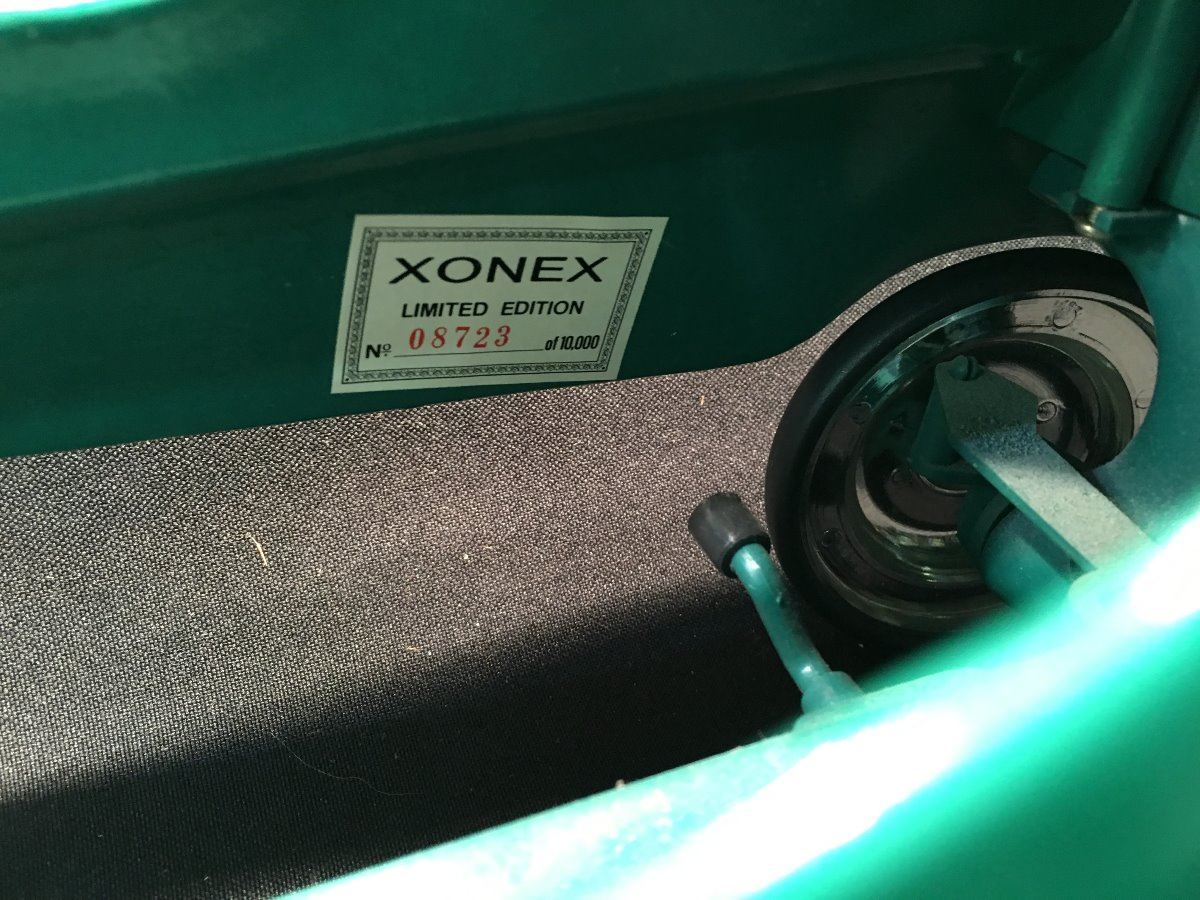 XONEX
LIMITED EDITION
No 08723 of 10,000